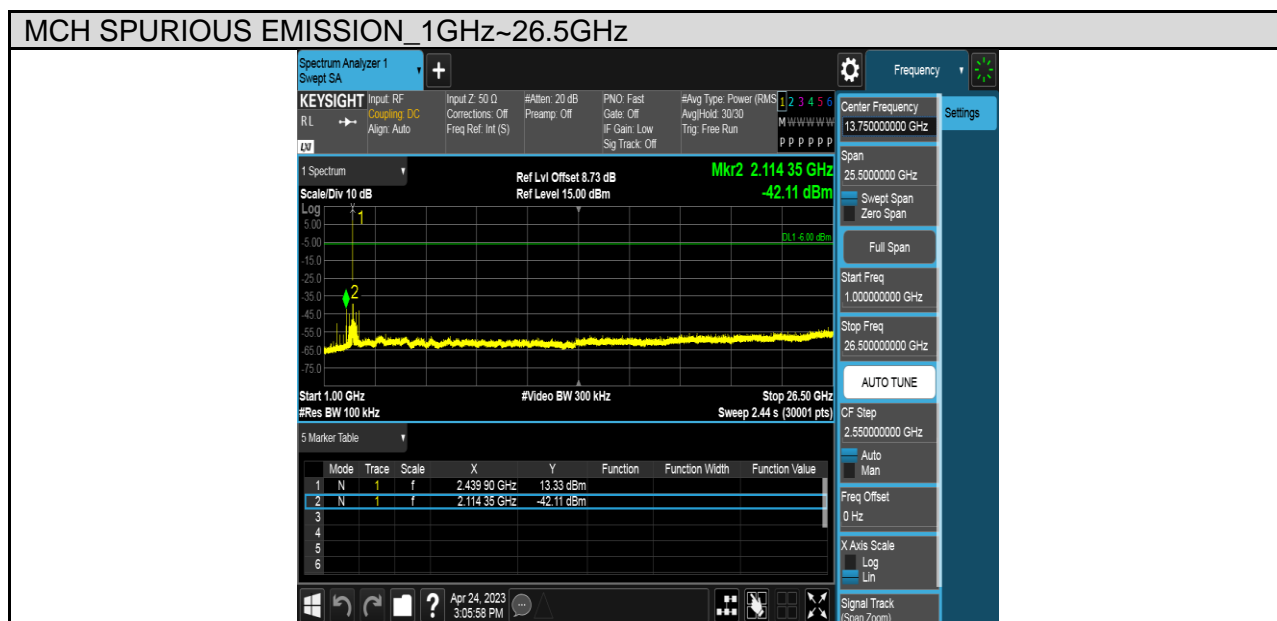 MCH SPURIOUS EMISSION_1GHz~26.5GHz
Spectrum Analyzer 1
Swept SA
Frequency
KEYSIGHT
RL
LXI
Input: RF
Coupling: DC
Align: Auto
Input Z: 50 Ω
Corrections: Off
Freq Ref: Int (S)
#Atten: 20 dB
Preamp: Off
PNO: Fast
Gate: Off
IF Gain: Low
Sig Track: Off
#Avg Type: Power (RMS
Avg|Hold: 30/30
Trig: Free Run
1 2 3 4 5 6
M W W W W W
P P P P P P
Settings
Center Frequency
13.750000000 GHz
Span
25.5000000 GHz
Swept Span
Zero Span
Full Span
Start Freq
1.000000000 GHz
Stop Freq
26.500000000 GHz
AUTO TUNE
CF Step
2.550000000 GHz
Auto
Man
Freq Offset
0 Hz
X Axis Scale
Log
Lin
Signal Track
(Span Zoom)
1 Spectrum
Scale/Div 10 dB
Ref Lvl Offset 8.73 dB
Ref Level 15.00 dBm
Mkr2 2.114 35 GHz
-42.11 dBm
Log
5.00
-5.00
-15.0
-25.0
-35.0
-45.0
-55.0
-65.0
-75.0
1
2
DL1 -6.00 dBm
Start 1.00 GHz
#Video BW 300 kHz
Stop 26.50 GHz
#Res BW 100 kHz
Sweep 2.44 s (30001 pts)
5 Marker Table
Mode Trace Scale X Y Function Function Width Function Value
1 N 1 f 2.439 90 GHz 13.33 dBm
2 N 1 f 2.114 35 GHz -42.11 dBm
3
4
5
6
?
Apr 24, 2023
3:05:58 PM